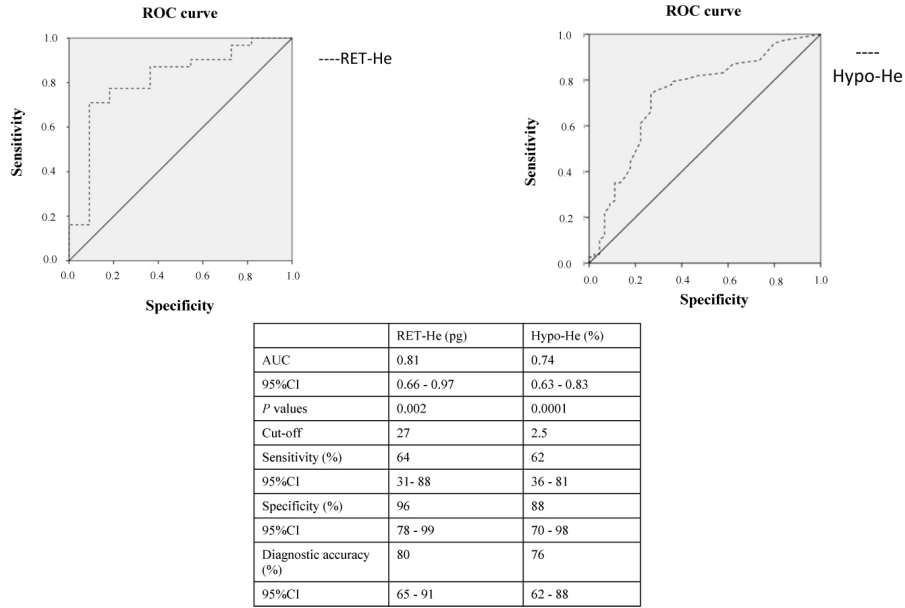 ROC curve
1.0
0.8
0.6
0.4
0.2
0.0
Sensitivity
0.0 0.2 0.4 0.6 0.8 1.0
Specificity
----RET-He
ROC curve
1.0
0.8
0.6
0.4
0.2
0.0
Sensitivity
0.0 0.2 0.4 0.6 0.8 1.0
Specificity
----
Hypo-He
RET-He (pg) Hypo-He (%)
AUC 0.81 0.74
95%CI 0.66 - 0.97 0.63 - 0.83
P values 0.002 0.0001
Cut-off 27 2.5
Sensitivity (%) 64 62
95%CI 31- 88 36 - 81
Specificity (%) 96 88
95%CI 78 - 99 70 - 98
Diagnostic accuracy 80 76
(%)
95%CI 65 - 91 62 - 88